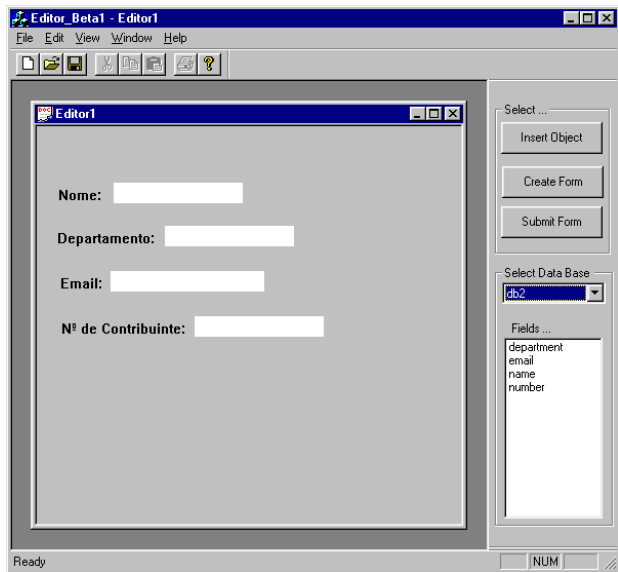 Editor_Beta1 - Editor1
File Edit View Window Help
Editor1
Nome:
Departamento:
Email:
Nº de Contribuinte:
Select ...
Insert Object
Create Form
Submit Form
Select Data Base
db2
Fields ...
department
email
name
number
Ready
NUM